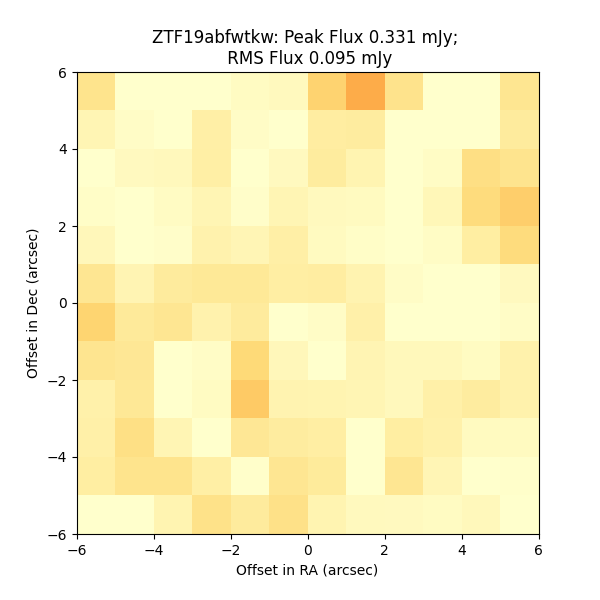 ZTF19abfwtkw: Peak Flux 0.331 mJy;
RMS Flux 0.095 mJy
6
4
2
0
−2
−4
−6
Offset in Dec (arcsec)
−6 −4 −2 0 2 4 6
Offset in RA (arcsec)